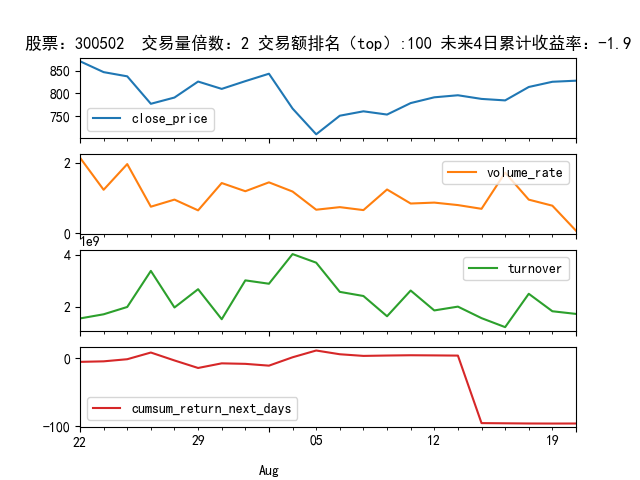 股票：300502  交易量倍数：2 交易额排名（top）:100 未来4日累计收益率：-1.9
850
800
750
close_price
2
0
volume_rate
1e9
4
2
turnover
0
-100
cumsum_return_next_days
22 29 05 12 19
Aug